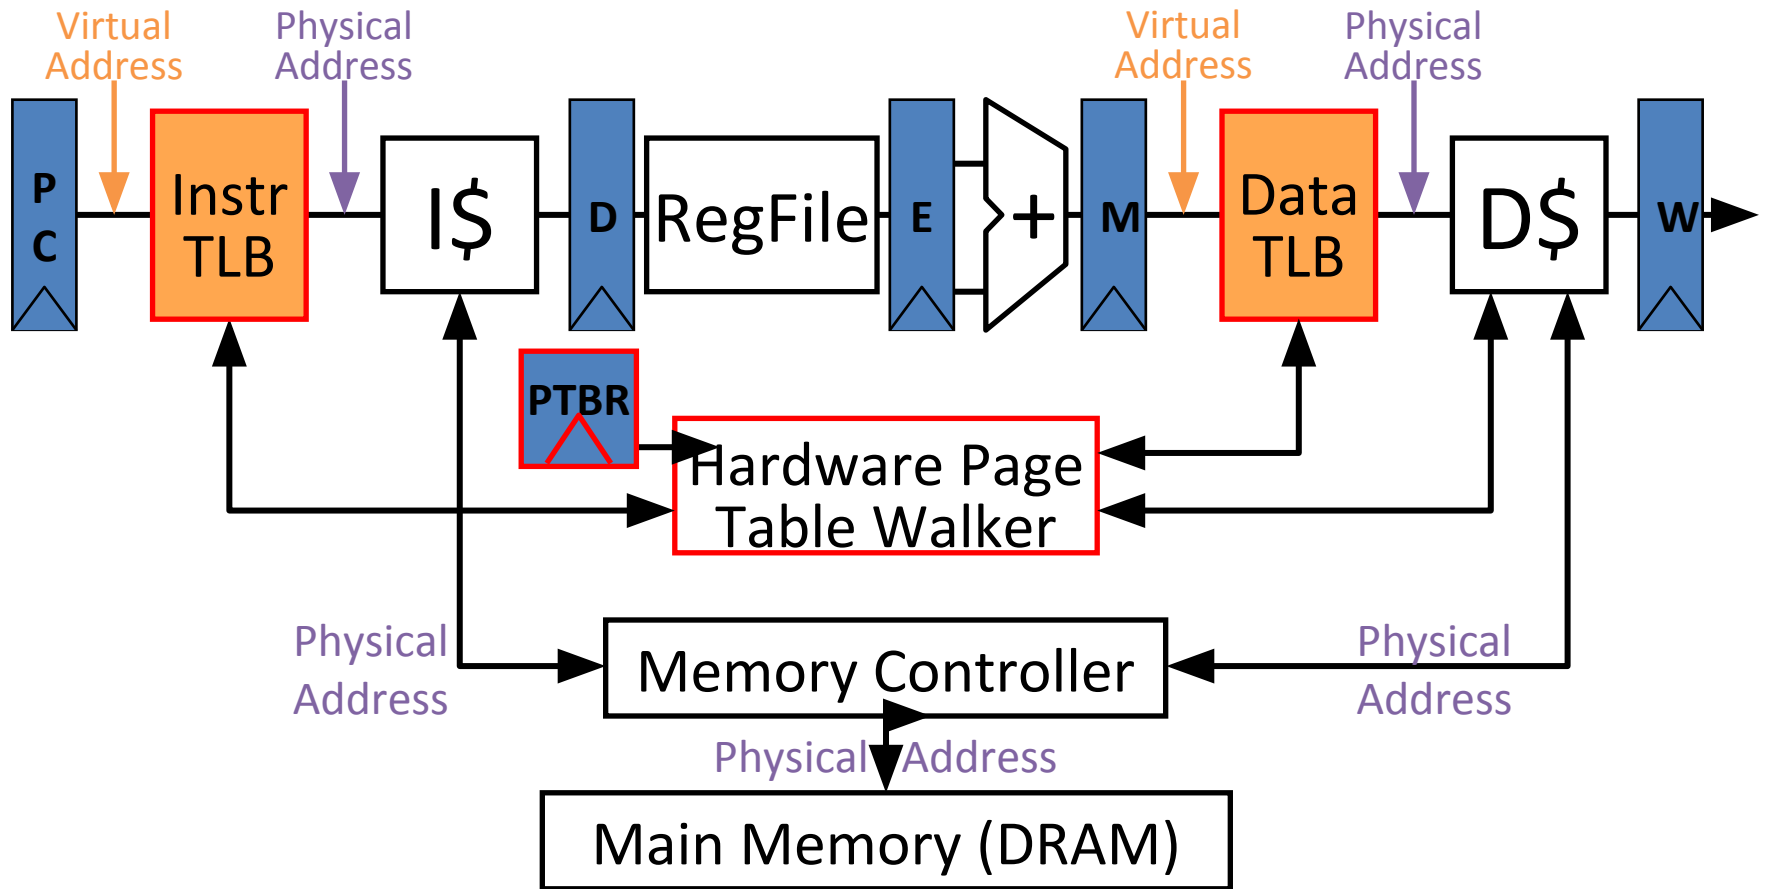 Virtual
Address
Physical
Address
Virtual
Address
Physical
Address
P
C
Instr
TLB
I$
D
RegFile
E
+
M
Data
TLB
D$
W
PTBR
Hardware Page
Table Walker
Physical
Address
Memory Controller
Physical
Address
Physical Address
Main Memory (DRAM)